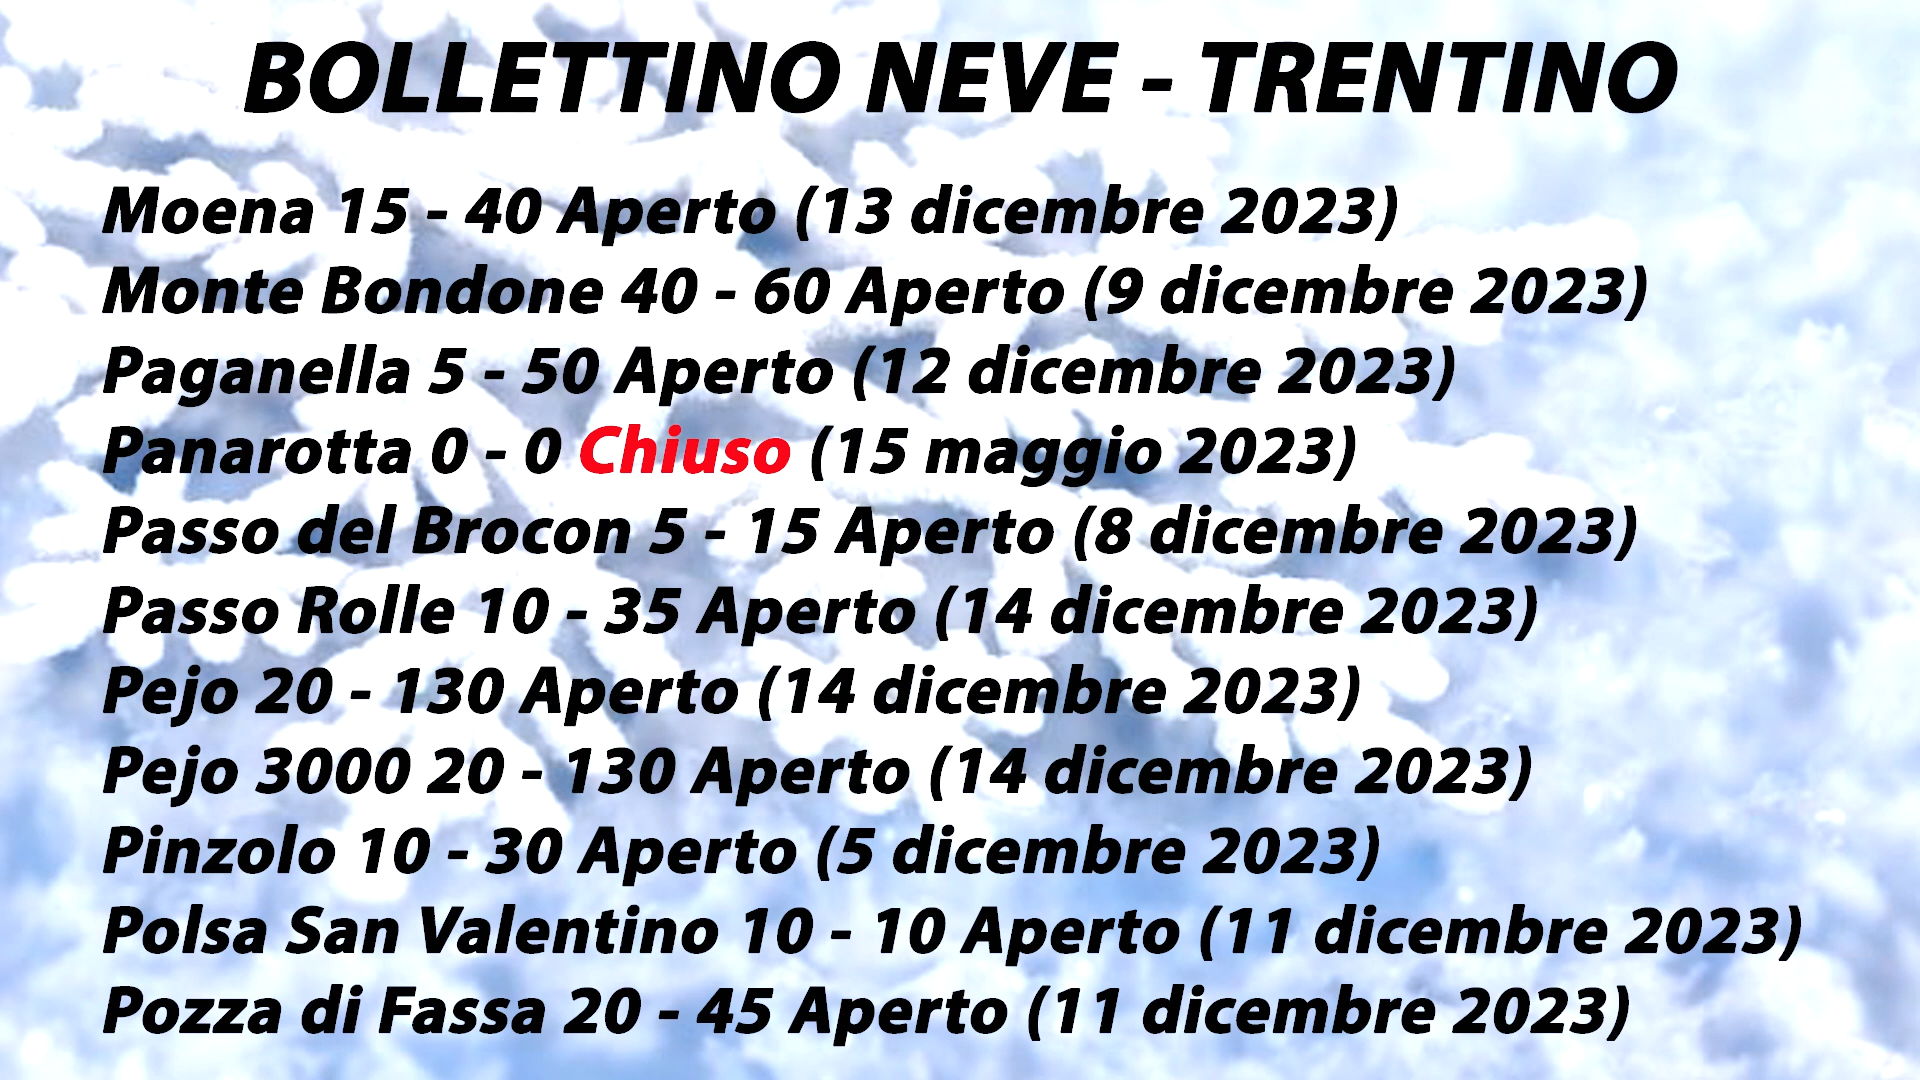 BOLLETTINO NEVE - TRENTINO
Moena 15 - 40 Aperto (13 dicembre 2023)
Monte Bondone 40 - 60 Aperto (9 dicembre 2023)
Paganella 5 - 50 Aperto (12 dicembre 2023)
Panarotta 0 - 0 Chiuso (15 maggio 2023)
Passo del Brocon 5 - 15 Aperto (8 dicembre 2023)
Passo Rolle 10 - 35 Aperto (14 dicembre 2023)
Pejo 20 - 130 Aperto (14 dicembre 2023)
Pejo 3000 20 - 130 Aperto (14 dicembre 2023)
Pinzolo 10 - 30 Aperto (5 dicembre 2023)
Polsa San Valentino 10 - 10 Aperto (11 dicembre 2023)
Pozza di Fassa 20 - 45 Aperto (11 dicembre 2023)